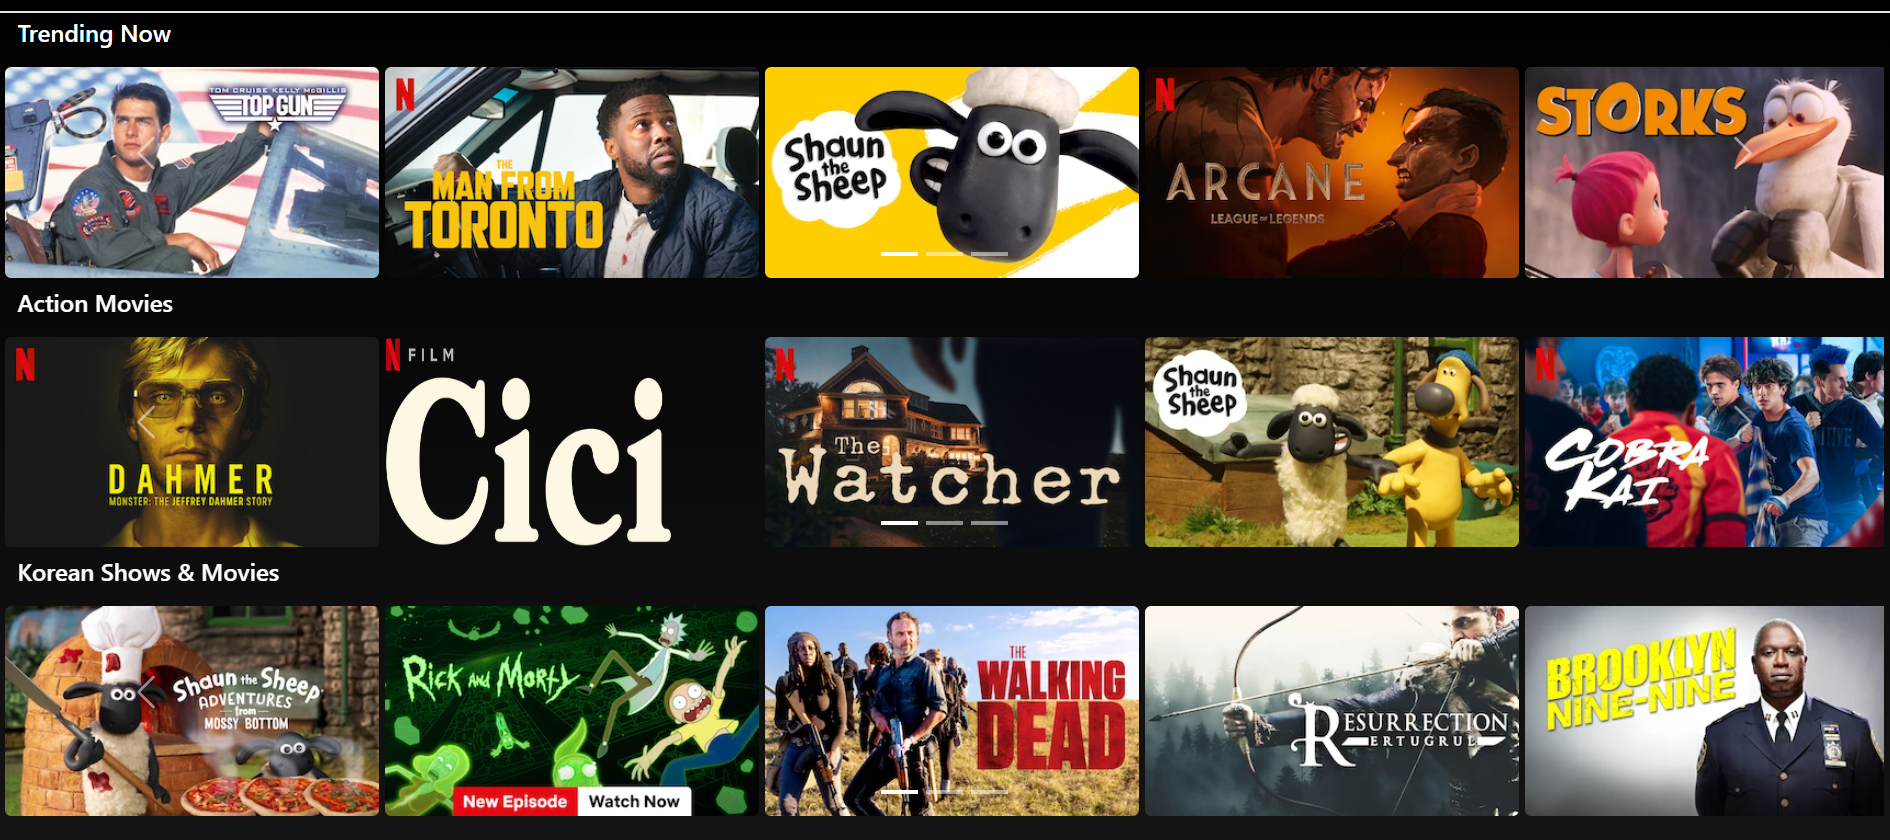 Trending Now
TOM CRUISE KELLY McGILLIS
TOP GUN
N
THE
MAN FROM
TORONTO
Shaun
the
Sheep
N
ARCANE
LEAGUE OF LEGENDS
STORKS
Action Movies
N
DAHMER
MONSTER: THE JEFFREY DAHMER STORY
N FILM
Cici
N
The
Watcher
Shaun
the
Sheep
N
COBRA
KAI
Korean Shows & Movies
Shaun the Sheep
ADVENTURES
from
MOSSY BOTTOM
RICK AND MORTY
New Episode Watch Now
THE
WALKING
DEAD
RESURRECTION
ERTUGRUL
BROOKLYN
NINE-NINE